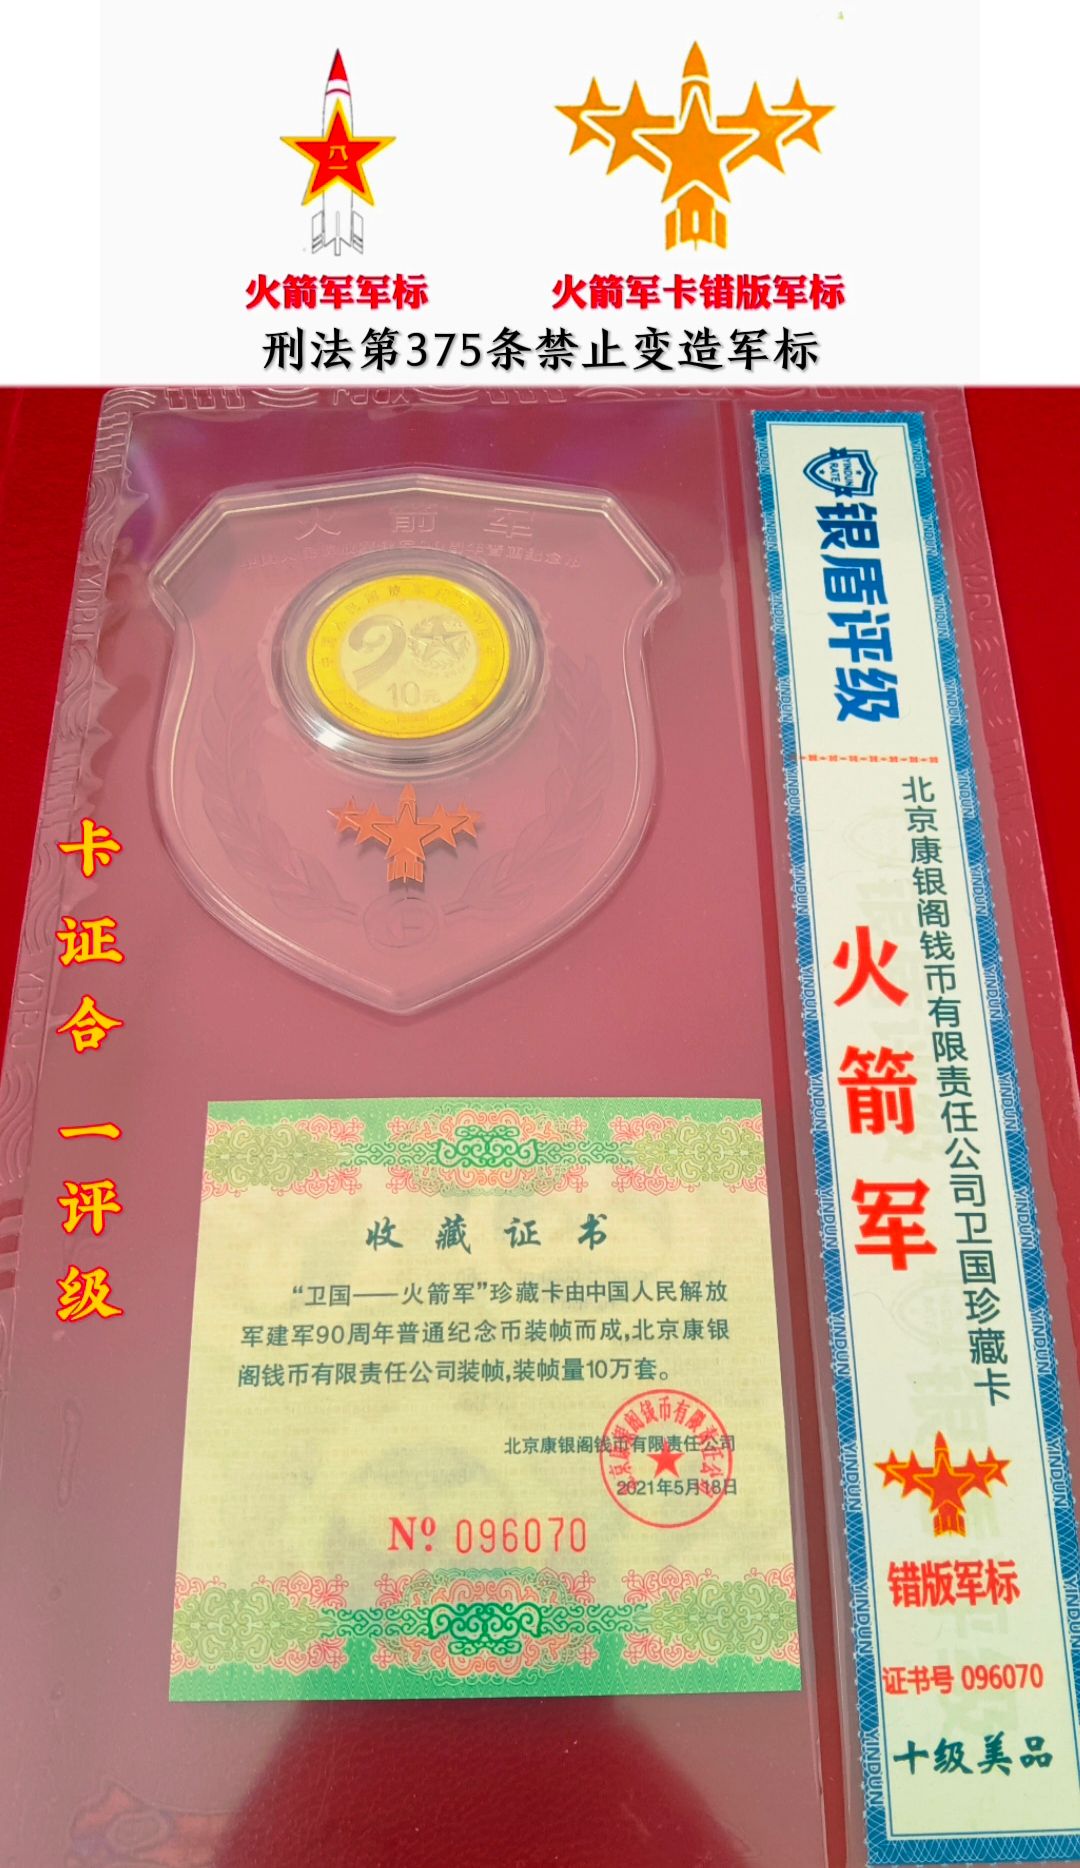 八一
火箭军军标
火箭军卡错版军标
刑法第375条禁止变造军标
火箭军
10元
卡证合一评级
收藏证书
“卫国——火箭军”珍藏卡由中国人民解放
军建军90周年普通纪念币装帧而成,北京康银
阁钱币有限责任公司装帧,装帧量10万套。
北京康银阁钱币有限责任公司
2021年5月18日
Nº 096070
YINDUN
RATE
银盾评级
北京康银阁钱币有限责任公司卫国珍藏卡
火箭军
错版军标
证书号 096070
十级美品